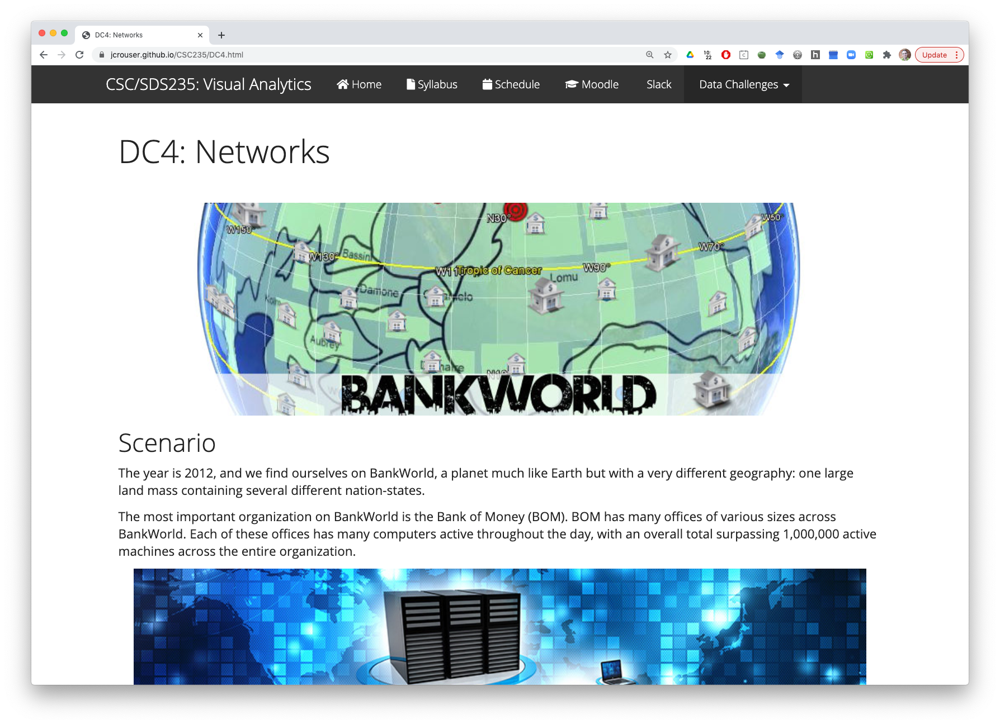 DC4: Networks
jcrouser.github.io/CSC235/DC4.html
10:
22
Update
CSC/SDS235: Visual Analytics
Home
Syllabus
Schedule
Moodle
Slack
Data Challenges
DC4: Networks
N30°
W150°
W50°
W130°
Bassini
W70°
Tropic of Cancer
W90°
Lomu
Damone
Aubrey
BANKWORLD
Scenario
The year is 2012, and we find ourselves on BankWorld, a planet much like Earth but with a very different geography: one large
land mass containing several different nation-states.
The most important organization on BankWorld is the Bank of Money (BOM). BOM has many offices of various sizes across
BankWorld. Each of these offices has many computers active throughout the day, with an overall total surpassing 1,000,000 active
machines across the entire organization.